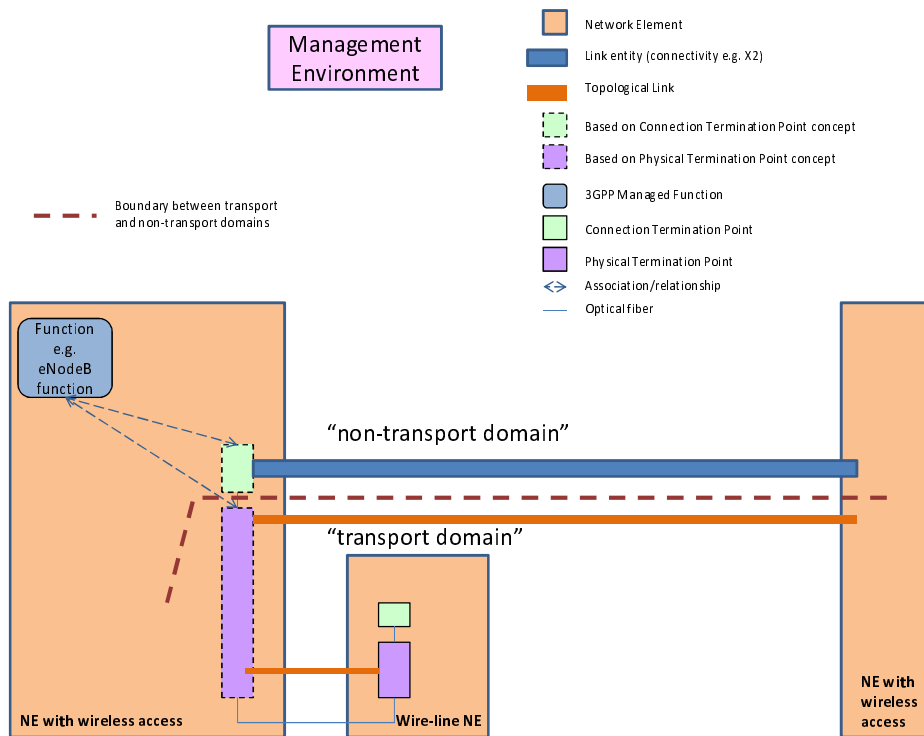 Management
Environment
Network Element
Link entity (connectivity e.g. X2)
Topological Link
Based on Connection Termination Point concept
Based on Physical Termination Point concept
3GPP Managed Function
Connection Termination Point
Physical Termination Point
Association/relationship
Optical fiber
Boundary between transport
and non-transport domains
Function
e.g.
eNodeB
function
“non-transport domain”
“transport domain”
NE with wireless access
Wire-line NE
NE with
wireless
access